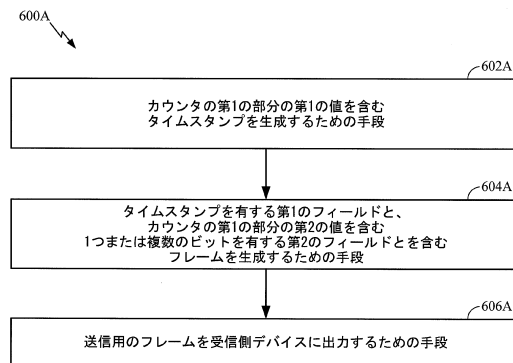 600A
602A
カウンタの第1の部分の第1の値を含む
タイムスタンプを生成するための手段
604A
タイムスタンプを有する第1のフィールドと、
カウンタの第1の部分の第2の値を含む
1つまたは複数のビットを有する第2のフィールドとを含む
フレームを生成するための手段
606A
送信用のフレームを受信側デバイスに出力するための手段